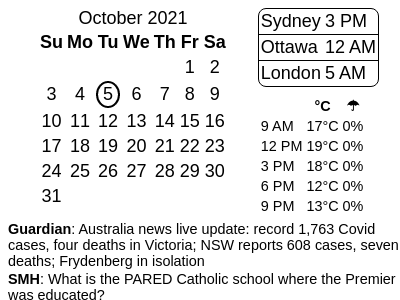 October 2021
Su Mo Tu We Th Fr Sa
1 2
3 4 5 6 7 8 9
10 11 12 13 14 15 16
17 18 19 20 21 22 23
24 25 26 27 28 29 30
31
Sydney 3 PM
Ottawa 12 AM
London 5 AM
°C ☂
9 AM 17°C 0%
12 PM 19°C 0%
3 PM 18°C 0%
6 PM 12°C 0%
9 PM 13°C 0%
Guardian: Australia news live update: record 1,763 Covid
cases, four deaths in Victoria; NSW reports 608 cases, seven
deaths; Frydenberg in isolation
SMH: What is the PARED Catholic school where the Premier
was educated?